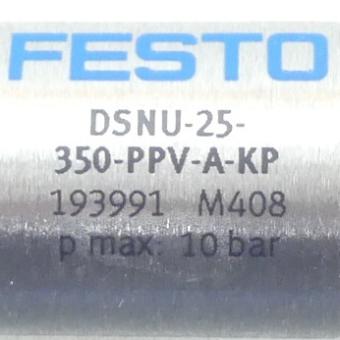 FESTO
DSNU-25-
350-PPV-A-KP
193991 M408
p max: 10 bar